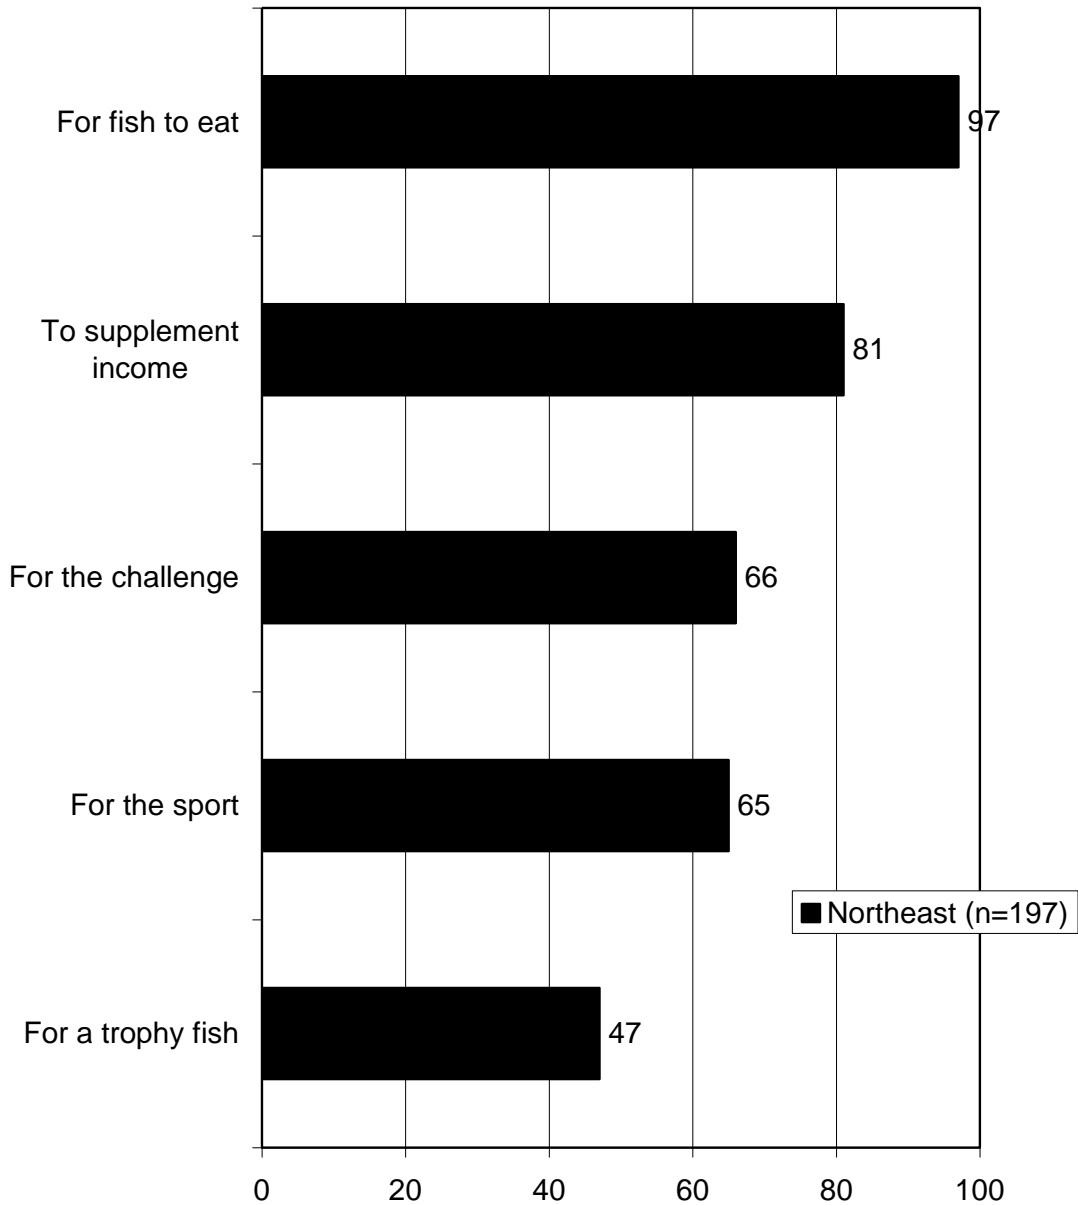 For fish to eat
97
To supplement
income
81
For the challenge
66
For the sport
65
Northeast (n=197)
For a trophy fish
47
0 20 40 60 80 100